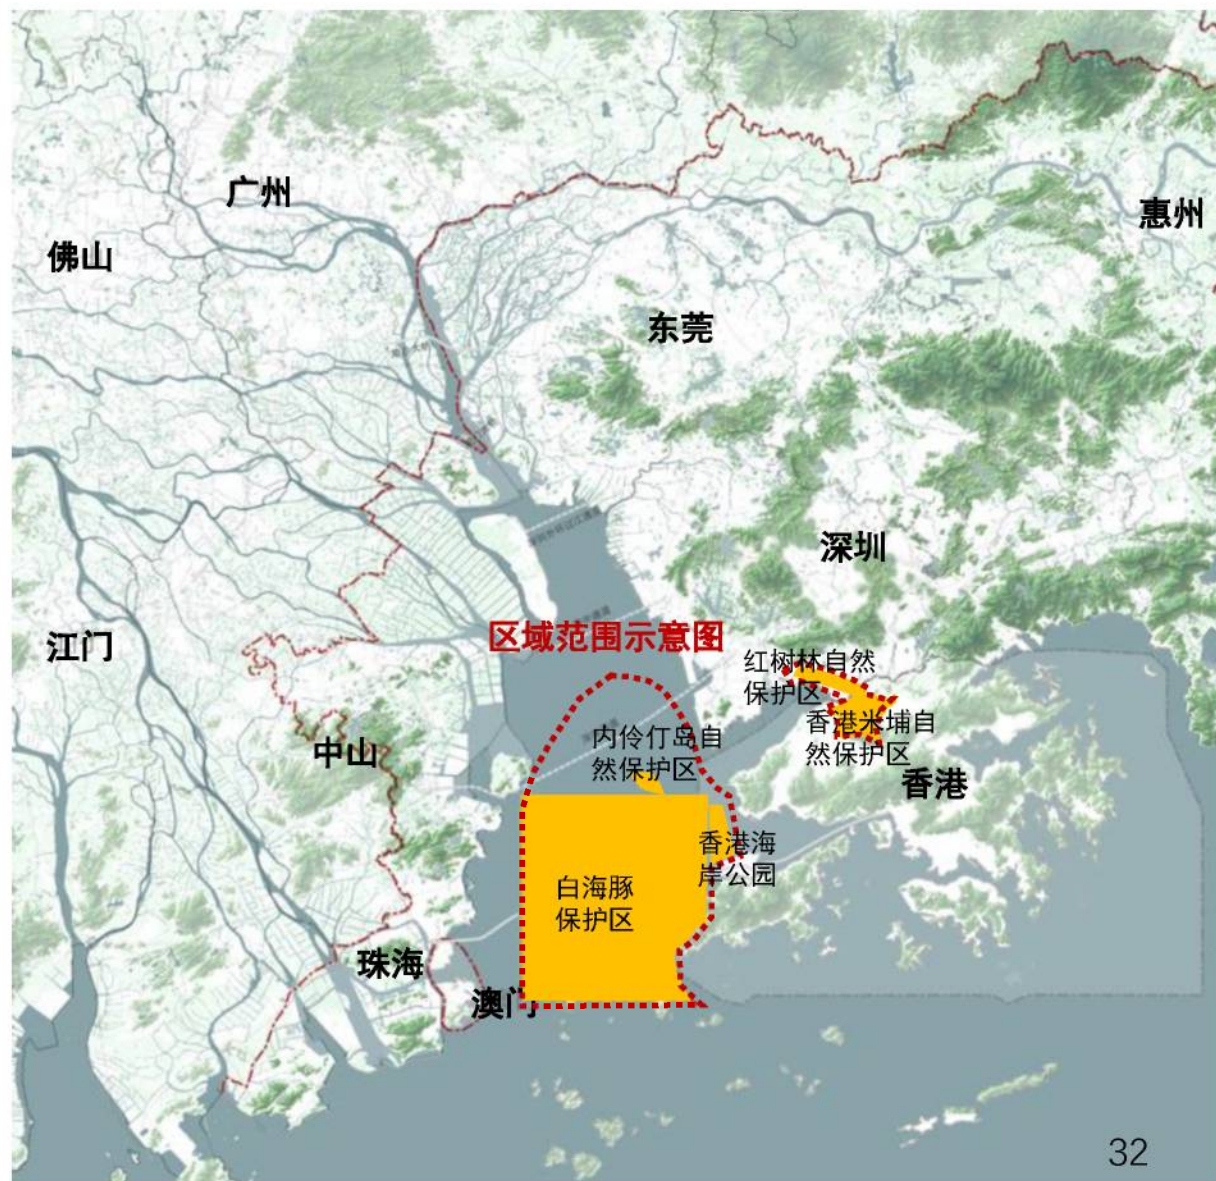 广州
惠州
佛山
东莞
深圳
区域范围示意图
江门
红树林自然
保护区
香港米埔自
然保护区
中山
内伶仃岛自
然保护区
香港
香港海
岸公园
白海豚
保护区
珠海
澳门
32